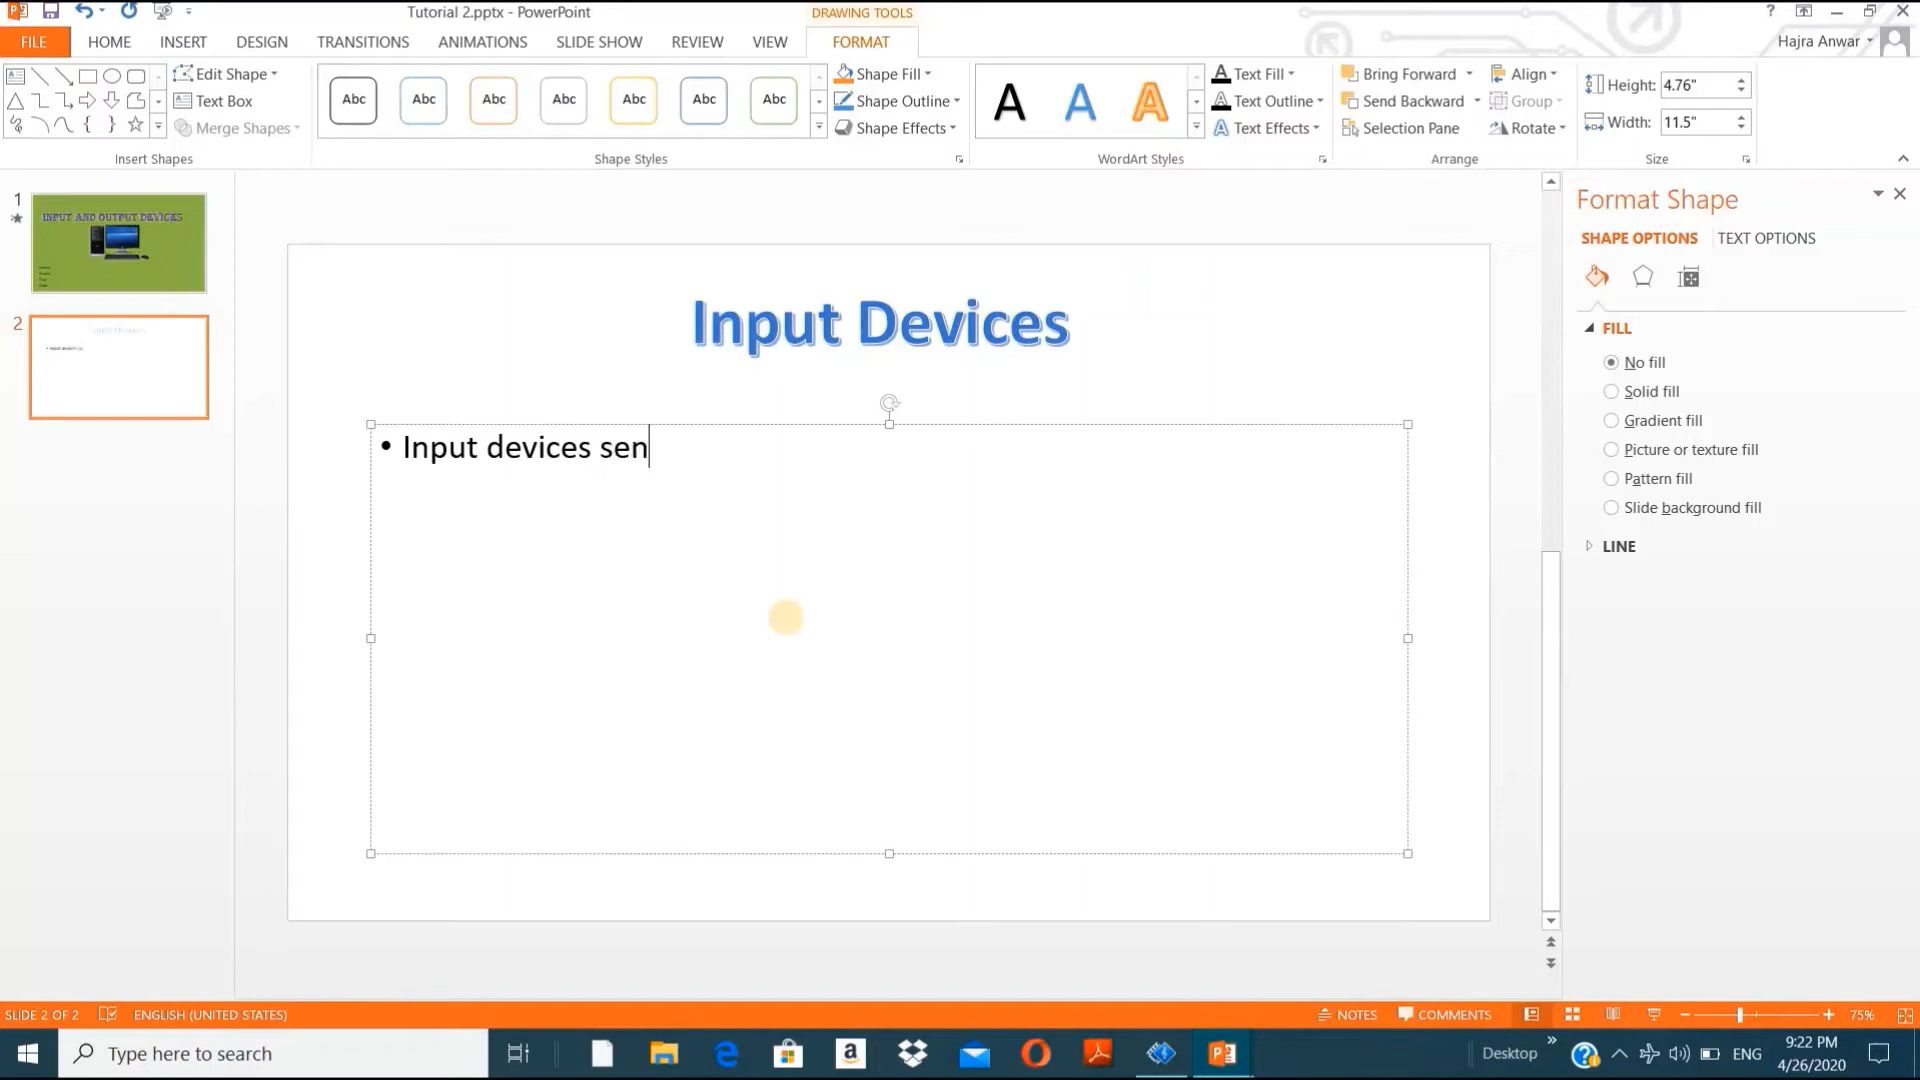 Tutorial 2.pptx - PowerPoint
DRAWING TOOLS
?
FILE
HOME
INSERT
DESIGN
TRANSITIONS
ANIMATIONS
SLIDE SHOW
REVIEW
VIEW
FORMAT
Hajra Anwar
Edit Shape
Text Box
Merge Shapes
Insert Shapes
Abc Abc Abc Abc Abc Abc Abc
Shape Fill
Shape Outline
Shape Effects
Shape Styles
A A A
Text Fill
Text Outline
Text Effects
WordArt Styles
Bring Forward
Send Backward
Selection Pane
Align
Group
Rotate
Arrange
Height: 4.76"
Width: 11.5"
Size
1
INPUT AND OUTPUT DEVICES
2
Input Devices
• Input devices sen
Format Shape
SHAPE OPTIONS
TEXT OPTIONS
FILL
No fill
Solid fill
Gradient fill
Picture or texture fill
Pattern fill
Slide background fill
LINE
SLIDE 2 OF 2
ENGLISH (UNITED STATES)
NOTES
COMMENTS
75%
Type here to search
Desktop
ENG
9:22 PM
4/26/2020